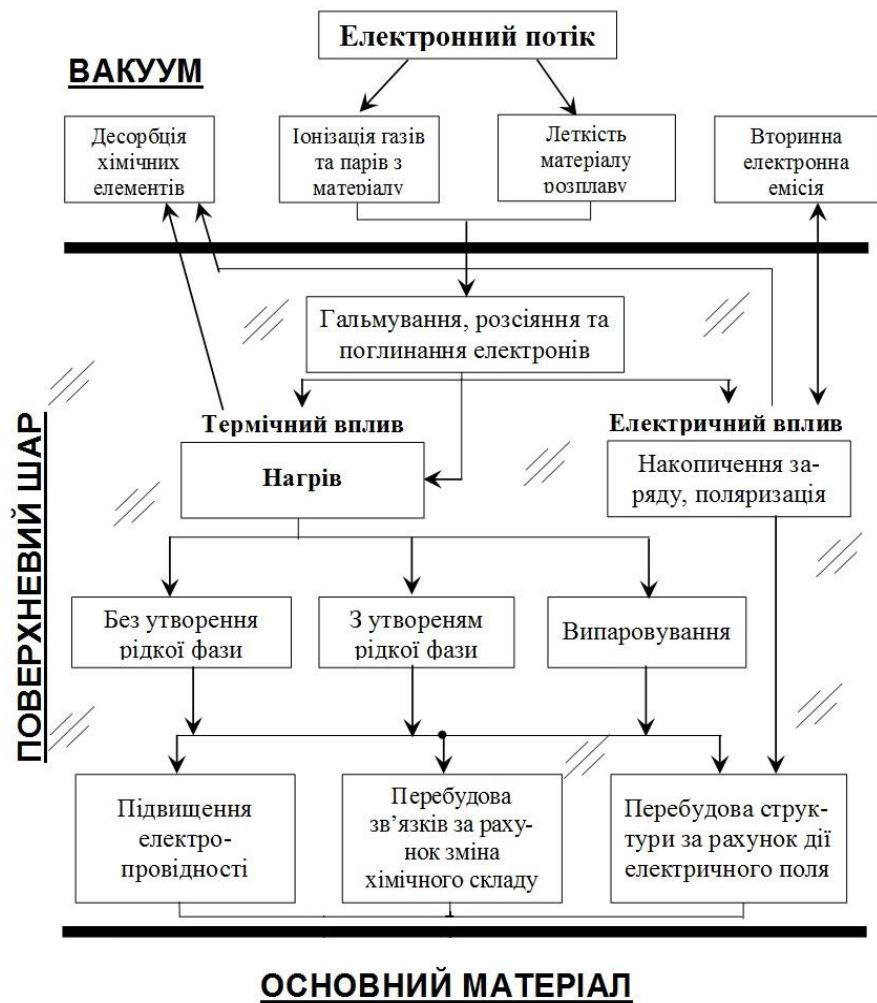 Електронний потік
ВАКУУМ
Десорбція
хімічних
елементів
Іонізація газів
та парів з
матеріалу
Леткість
матеріалу
розплаву
Вторинна
електронна
емісія
Гальмування, розсіяння та
поглинання електронів
Термічний вплив
Електричний вплив
Нагрів
Накопичення за-
ряду, поляризація
ПОВЕРХНЕВИЙ ШАР
Без утворення
рідкої фази
З утвореням
рідкої фази
Випаровування
Підвищення
електро-
провідності
Перебудова
зв’язків за раху-
нок зміна
хімічного складу
Перебудова струк-
тури за рахунок дії
електричного поля
ОСНОВНИЙ МАТЕРІАЛ